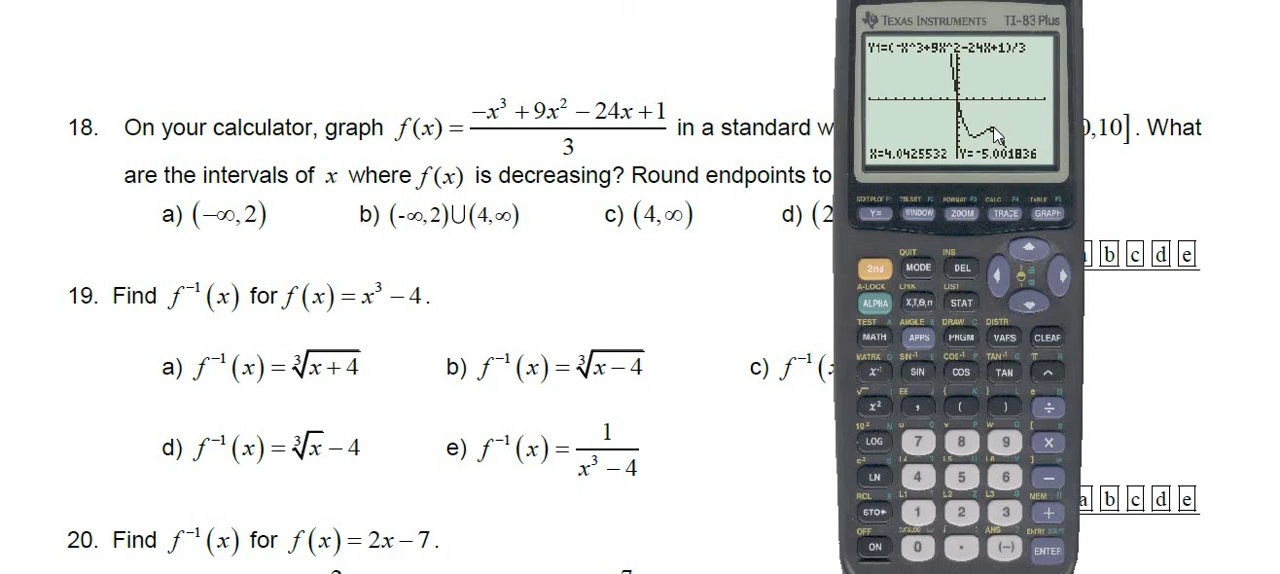 TEXAS INSTRUMENTS TI-83 Plus
Y1=(-X^3+9X^2-24X+1)/3
X=4.0425532 Y=-5.001836
18. On your calculator, graph f(x) = (-x³ + 9x² - 24x + 1)/3 in a standard w
0,10]. What
are the intervals of x where f(x) is decreasing? Round endpoints to
a) (-∞, 2) b) (-∞, 2)∪(4, ∞) c) (4, ∞) d) (2
b c d e
19. Find f⁻¹(x) for f(x) = x³ - 4.
a) f⁻¹(x) = ∛(x+4) b) f⁻¹(x) = ∛(x-4) c) f⁻¹(
d) f⁻¹(x) = ∛x - 4 e) f⁻¹(x) = 1/(x³ - 4)
a b c d e
20. Find f⁻¹(x) for f(x) = 2x - 7.
STAT PLOT F1 TBLSET F2 FORMAT F3 CALC F4 TABLE F5
Y= WINDOW ZOOM TRACE GRAPH
QUIT INS
2nd MODE DEL
A-LOCK LINK LIST
ALPHA X,T,θ,n STAT
TEST A ANGLE B DRAW C DISTR
MATH APPS PRGM VARS CLEAR
MATRX D SIN⁻¹ E COS⁻¹ F TAN⁻¹ G π H
x⁻¹ SIN COS TAN ^
√ I EE J { K } L e M
x² , ( ) ÷
10ˣ N u O v P w Q [ R
LOG 7 8 9 ×
eˣ S L4 T L5 U L6 V ] W
LN 4 5 6 −
RCL X L1 Y L2 Z L3 θ MEM "
STO▸ 1 2 3 +
OFF CATALOG i : ANS ? ENTRY SOLVE
ON 0 . (−) ENTER